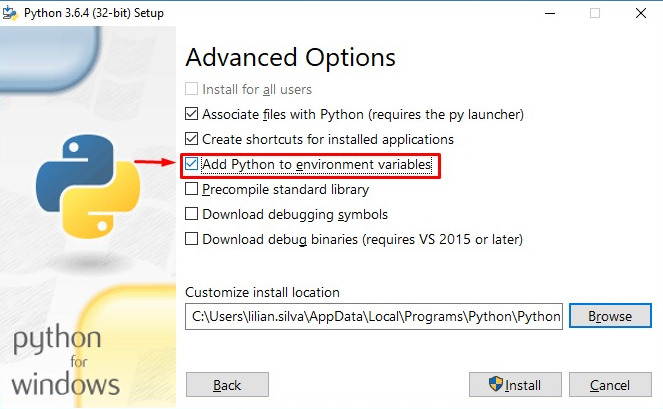 Python 3.6.4 (32-bit) Setup
Advanced Options
Install for all users
Associate files with Python (requires the py launcher)
Create shortcuts for installed applications
Add Python to environment variables
Precompile standard library
Download debugging symbols
Download debug binaries (requires VS 2015 or later)
Customize install location
C:\Users\lilian.silva\AppData\Local\Programs\Python\Python
Browse
python
for
windows
Back
Install
Cancel